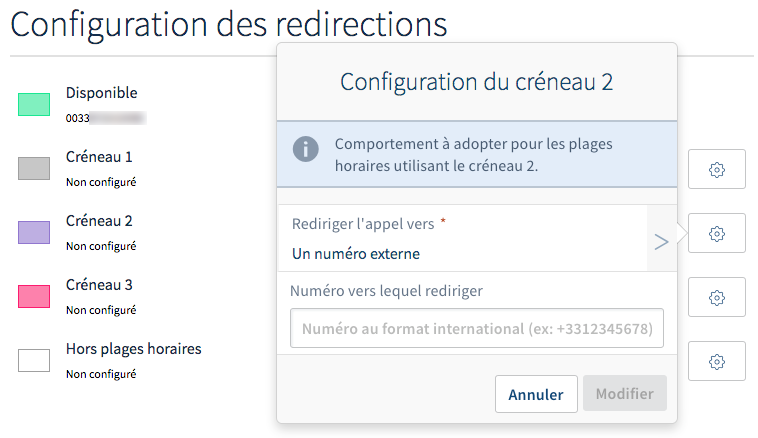 Configuration des redirections
Disponible
0033
Créneau 1
Non configuré
Créneau 2
Non configuré
Créneau 3
Non configuré
Hors plages horaires
Non configuré
Configuration du créneau 2
Comportement à adopter pour les plages
horaires utilisant le créneau 2.
Rediriger l'appel vers *
Un numéro externe
Numéro vers lequel rediriger
Numéro au format international (ex: +3312345678)
Annuler Modifier